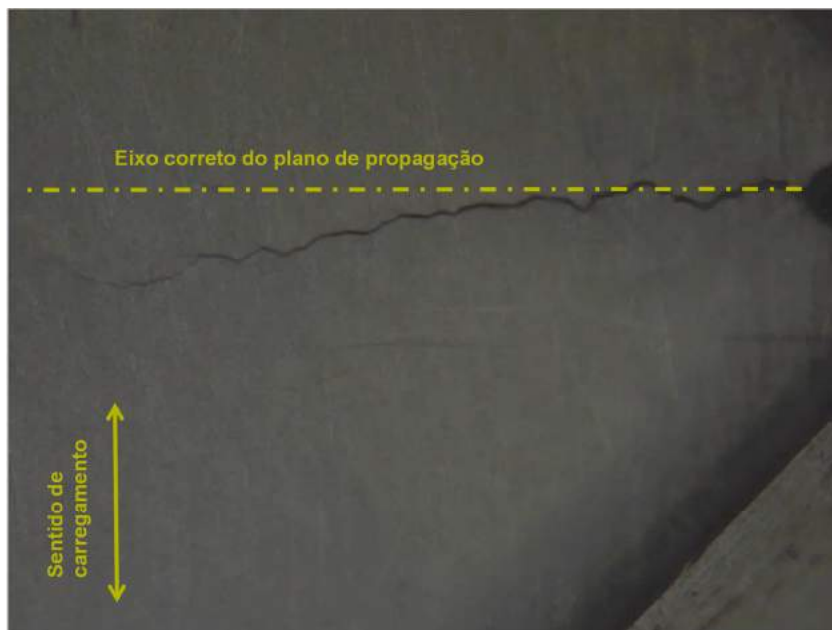 Eixo correto do plano de propagação
Sentido de
carregamento